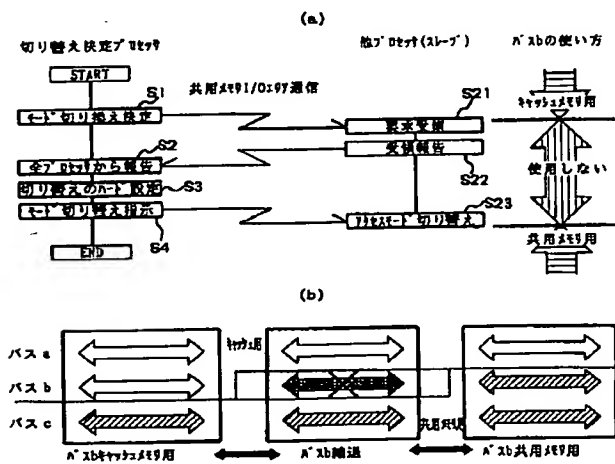 (a)
切り替え決定プロセッサ
他プロセッサ(スレーブ)
バスbの使い方
START
共用メモリI/Oエリア通信
S1
モード切り換え決定
S21
要求受領
キャッシュメモリ用
S2
全プロセッサから報告
受領報告
S22
使用しない
切り替えのハード設定
S3
モード切り替え指示
S4
S23
アクセスモード切り替え
END
共用メモリ用
(b)
キャッシュ用
バスa
バスb
バスc
共用メモリ用
バスbキャッシュメモリ用
バスb縮退
バスb共用メモリ用